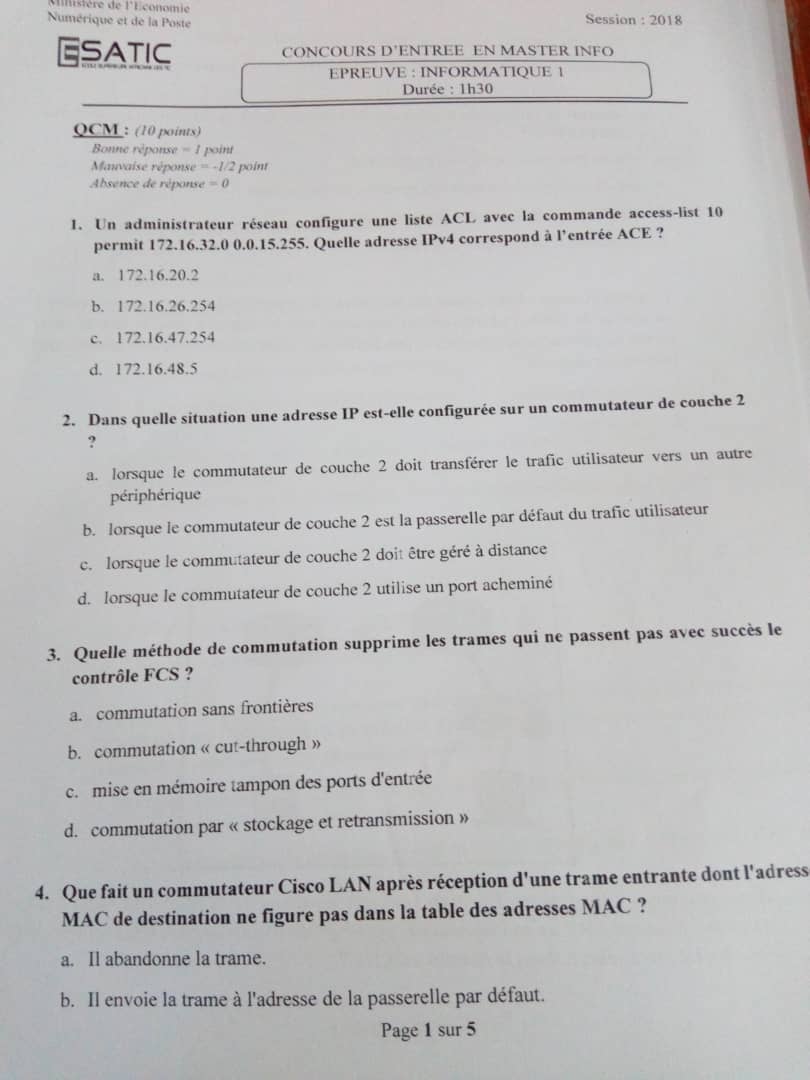 Ministère de l'Economie
Numérique et de la Poste
Session : 2018
ESATIC
CONCOURS D'ENTREE EN MASTER INFO
EPREUVE : INFORMATIQUE 1
Durée : 1h30
QCM : (10 points)
Bonne réponse = 1 point
Mauvaise réponse = -1/2 point
Absence de réponse = 0
1. Un administrateur réseau configure une liste ACL avec la commande access-list 10
permit 172.16.32.0 0.0.15.255. Quelle adresse IPv4 correspond à l'entrée ACE ?
a. 172.16.20.2
b. 172.16.26.254
c. 172.16.47.254
d. 172.16.48.5
2. Dans quelle situation une adresse IP est-elle configurée sur un commutateur de couche 2
?
a. lorsque le commutateur de couche 2 doit transférer le trafic utilisateur vers un autre
périphérique
b. lorsque le commutateur de couche 2 est la passerelle par défaut du trafic utilisateur
c. lorsque le commutateur de couche 2 doit être géré à distance
d. lorsque le commutateur de couche 2 utilise un port acheminé
3. Quelle méthode de commutation supprime les trames qui ne passent pas avec succès le
contrôle FCS ?
a. commutation sans frontières
b. commutation « cut-through »
c. mise en mémoire tampon des ports d'entrée
d. commutation par « stockage et retransmission »
4. Que fait un commutateur Cisco LAN après réception d'une trame entrante dont l'adress
MAC de destination ne figure pas dans la table des adresses MAC ?
a. Il abandonne la trame.
b. Il envoie la trame à l'adresse de la passerelle par défaut.
Page 1 sur 5